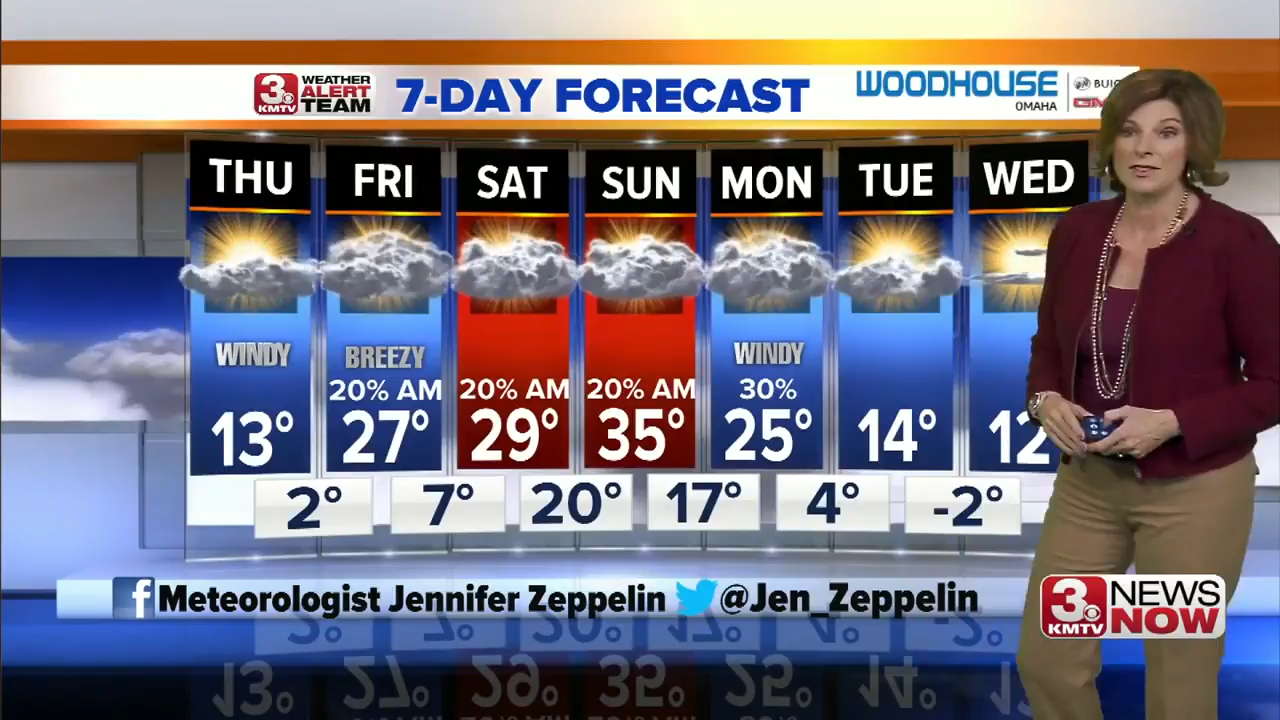 3 KMTV
WEATHER ALERT TEAM
7-DAY FORECAST
WOODHOUSE
OMAHA
THU FRI SAT SUN MON TUE WED
WINDY BREEZY WINDY
20% AM 20% AM 20% AM 30%
13° 27° 29° 35° 25° 14° 12
2° 7° 20° 17° 4° -2°
f Meteorologist Jennifer Zeppelin @Jen_Zeppelin
3 KMTV NEWS NOW